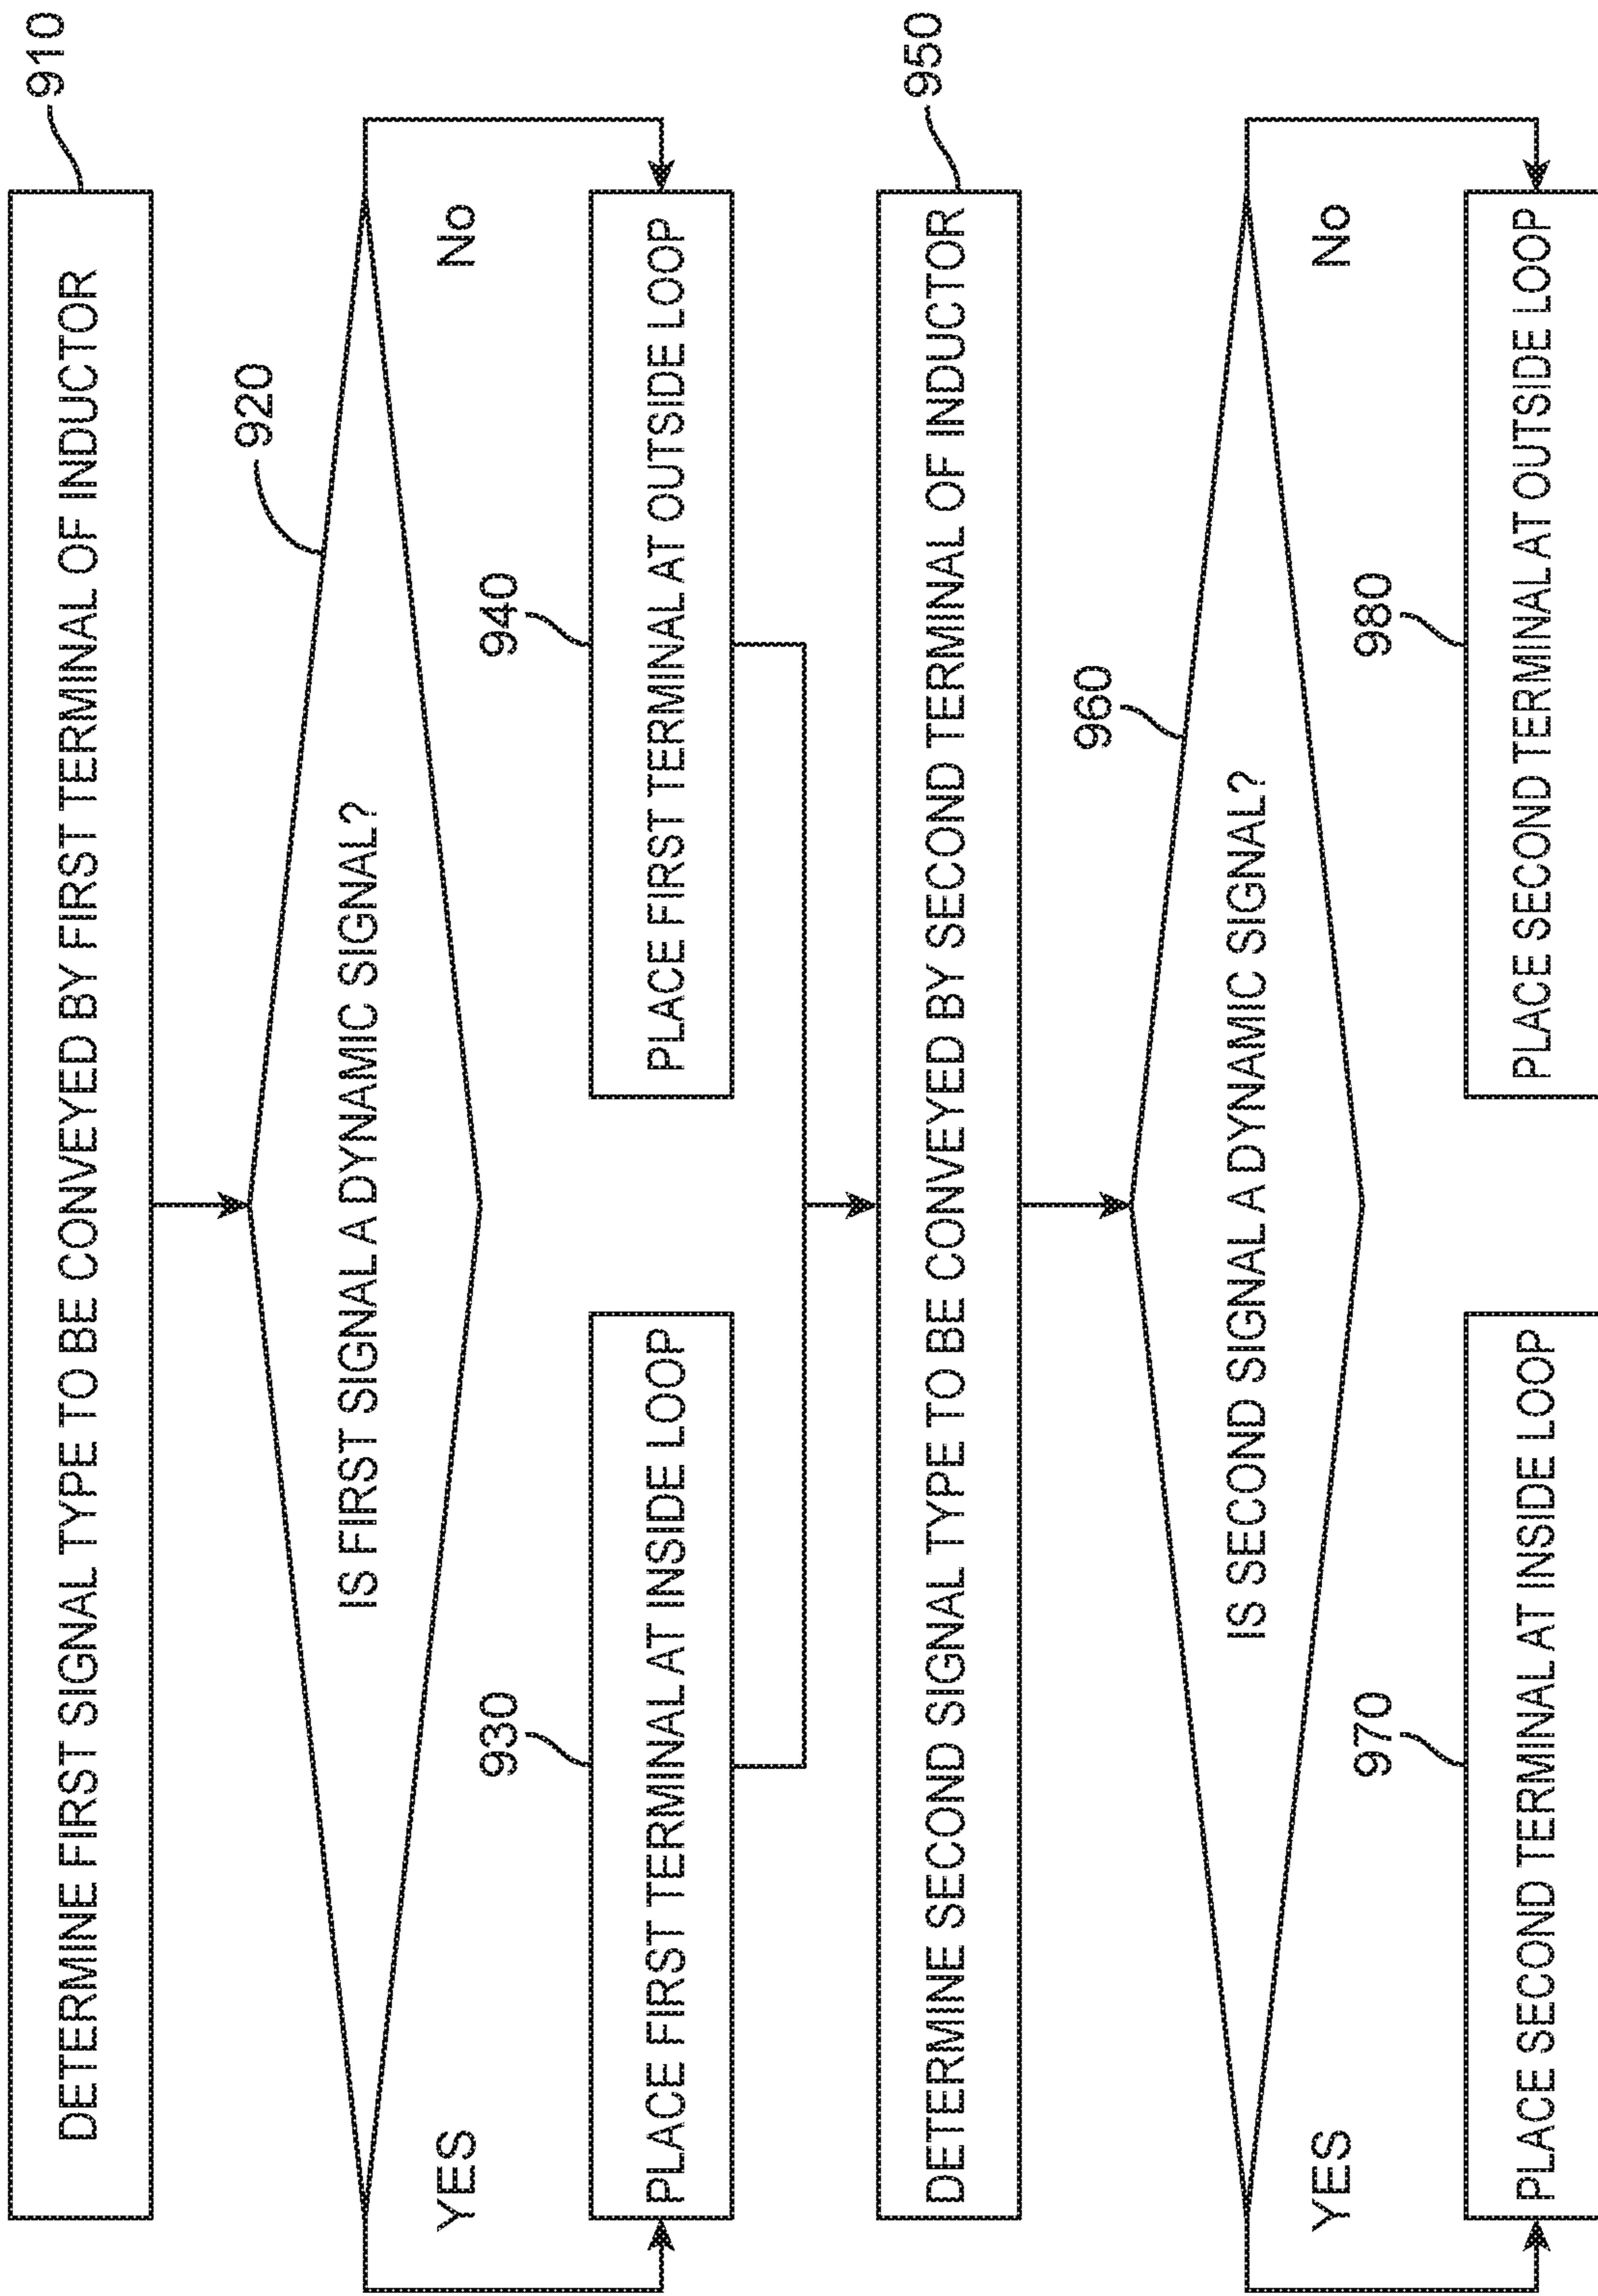 DETERMINE FIRST SIGNAL TYPE TO BE CONVEYED BY FIRST TERMINAL OF INDUCTOR
910
IS FIRST SIGNAL A DYNAMIC SIGNAL?
920
YES
No
PLACE FIRST TERMINAL AT INSIDE LOOP
930
PLACE FIRST TERMINAL AT OUTSIDE LOOP
940
DETERMINE SECOND SIGNAL TYPE TO BE CONVEYED BY SECOND TERMINAL OF INDUCTOR
950
IS SECOND SIGNAL A DYNAMIC SIGNAL?
960
YES
No
PLACE SECOND TERMINAL AT INSIDE LOOP
970
PLACE SECOND TERMINAL AT OUTSIDE LOOP
980